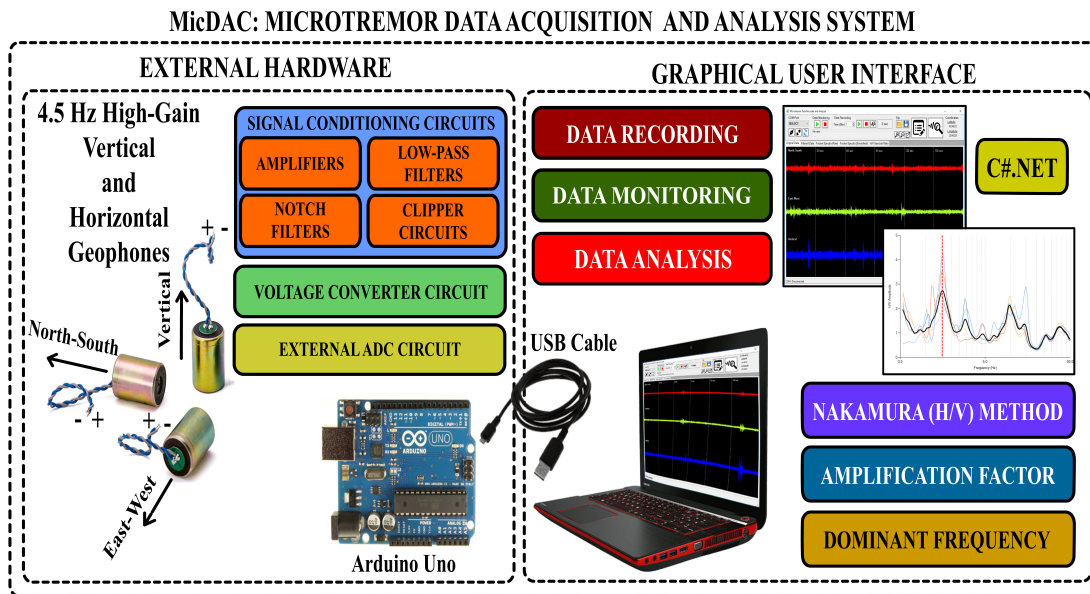 MicDAC: MICROTREMOR DATA ACQUISITION AND ANALYSIS SYSTEM
EXTERNAL HARDWARE
4.5 Hz High-Gain
Vertical
and
Horizontal
Geophones
SIGNAL CONDITIONING CIRCUITS
AMPLIFIERS
LOW-PASS
FILTERS
NOTCH
FILTERS
CLIPPER
CIRCUITS
VOLTAGE CONVERTER CIRCUIT
EXTERNAL ADC CIRCUIT
+ -
Vertical
North-South
- +
+ -
East-West
ARDUINO
UNO
Arduino Uno
GRAPHICAL USER INTERFACE
DATA RECORDING
DATA MONITORING
DATA ANALYSIS
C#.NET
Frequency (Hz)
USB Cable
NAKAMURA (H/V) METHOD
AMPLIFICATION FACTOR
DOMINANT FREQUENCY